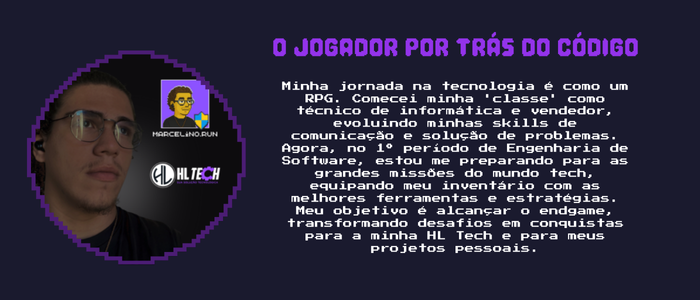 O JOGADOR POR TRÁS DO CÓDIGO
Minha jornada na tecnologia é como um
RPG. Comecei minha 'classe' como
técnico de informática e vendedor,
evoluindo minhas skills de
comunicação e solução de problemas.
Agora, no 1º período de Engenharia de
Software, estou me preparando para as
grandes missões do mundo tech,
equipando meu inventário com as
melhores ferramentas e estratégias.
Meu objetivo é alcançar o endgame,
transformando desafios em conquistas
para a minha HL Tech e para meus
projetos pessoais.
MARCELINO.RUN
HL HL TECH